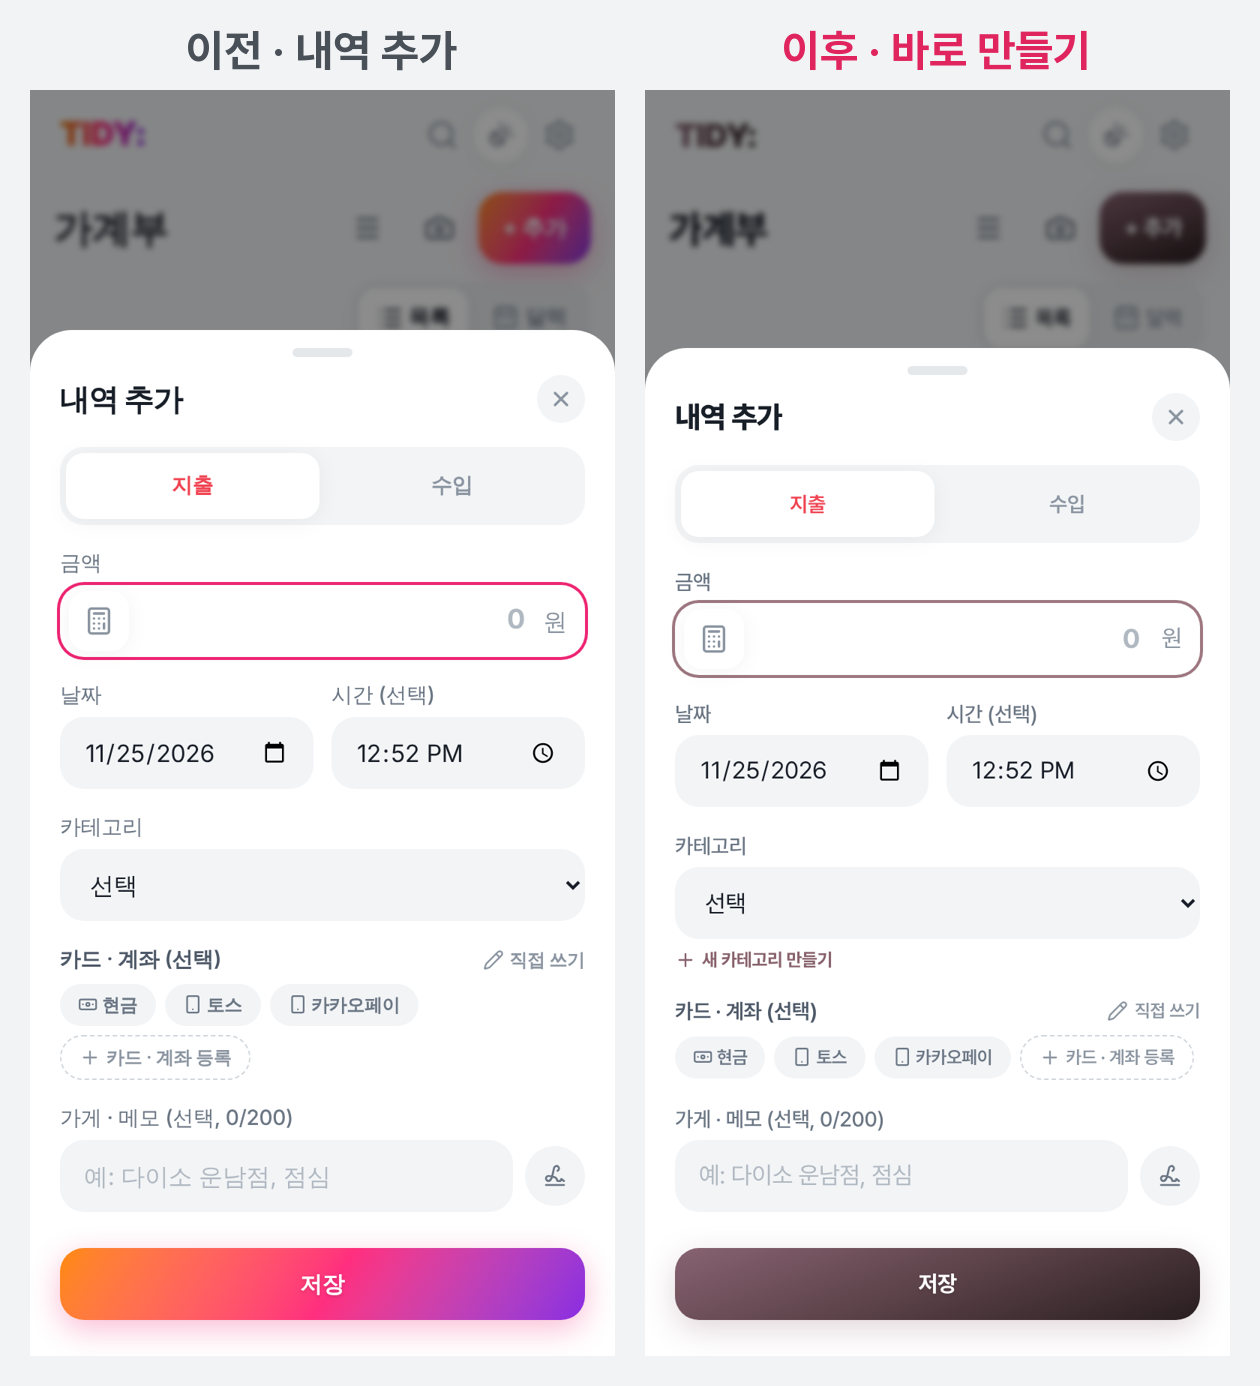 이전 · 내역 추가
TIDY:
가계부
+ 추가
목록 달력
내역 추가
지출 수입
금액
0 원
날짜 시간 (선택)
11/25/2026 12:52 PM
카테고리
선택
카드 · 계좌 (선택) 직접 쓰기
현금 토스 카카오페이
+ 카드 · 계좌 등록
가게 · 메모 (선택, 0/200)
예: 다이소 운남점, 점심
저장
이후 · 바로 만들기
TIDY:
가계부
+ 추가
목록 달력
내역 추가
지출 수입
금액
0 원
날짜 시간 (선택)
11/25/2026 12:52 PM
카테고리
선택
+ 새 카테고리 만들기
카드 · 계좌 (선택) 직접 쓰기
현금 토스 카카오페이 + 카드 · 계좌 등록
가게 · 메모 (선택, 0/200)
예: 다이소 운남점, 점심
저장